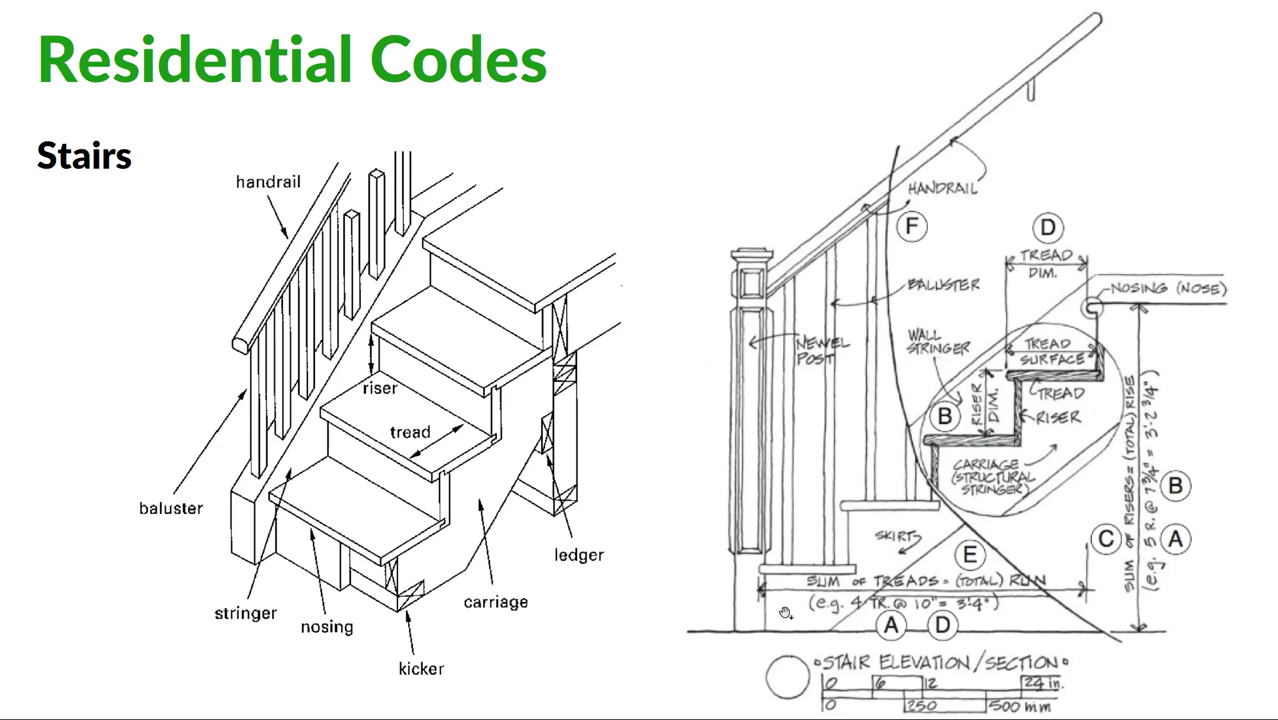 Residential Codes
Stairs
handrail
riser
tread
baluster
ledger
carriage
stringer
nosing
kicker
HANDRAIL
F
D
TREAD
DIM.
BALUSTER
NOSING (NOSE)
NEWEL
POST
WALL
STRINGER
TREAD
SURFACE
B
RISER
DIM.
TREAD
RISER
CARRIAGE
(STRUCTURAL
STRINGER)
SUM OF RISERS = (TOTAL) RISE
(e.g. 5 R. @ 7 3/4" = 3'-2 3/4")
B
C
A
SKIRT
E
SUM OF TREADS = (TOTAL) RUN
(e.g. 4 TR. @ 10" = 3'-4")
A
D
°STAIR ELEVATION/SECTION°
0 6 12 24 in.
0 250 500 mm